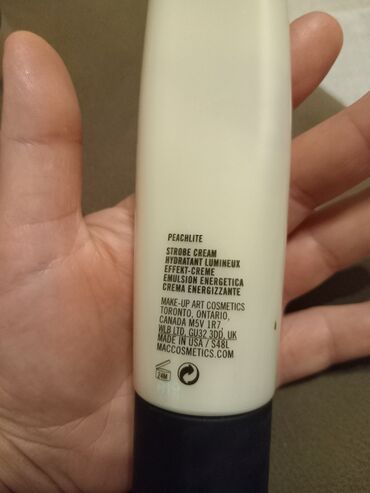 PEACHLITE
STROBE CREAM
HYDRATANT LUMINEUX
EFFEKT-CREME
EMULSION ENERGETICA
CREMA ENERGIZZANTE
MAKE-UP ART COSMETICS
TORONTO, ONTARIO,
CANADA M5V 1R7,
WLB LTD, GU32 3DD, UK
MADE IN USA / S48L
MACCOSMETICS.COM
24M